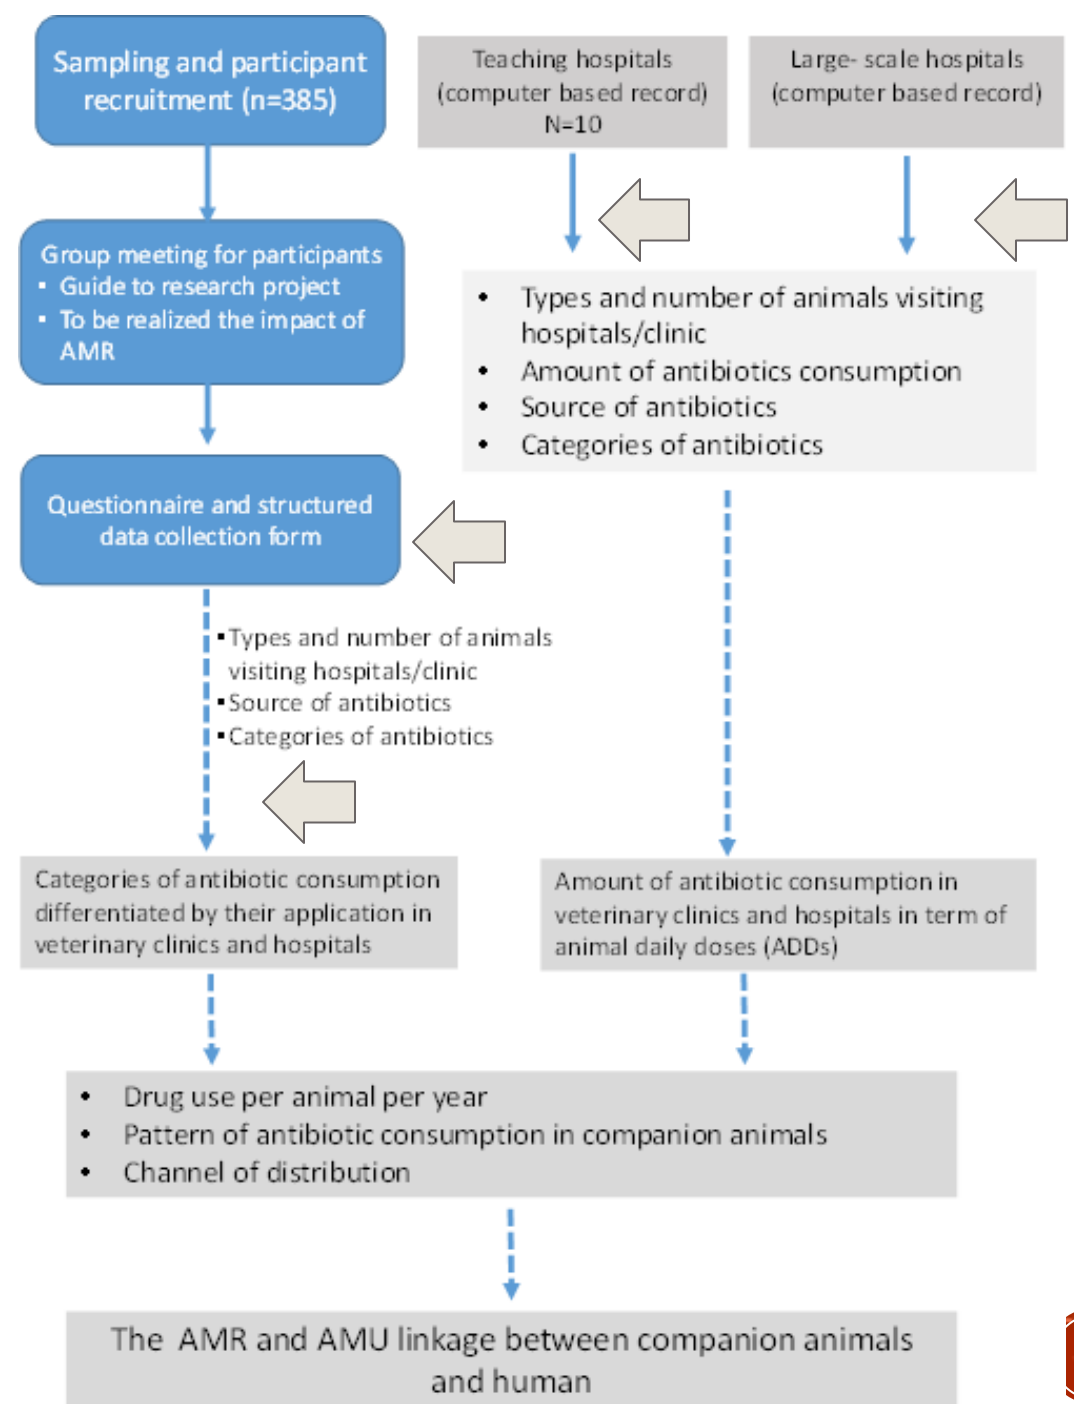 Sampling and participant
recruitment (n=385)
Teaching hospitals
(computer based record)
N=10
Large- scale hospitals
(computer based record)
Group meeting for participants
▪ Guide to research project
▪ To be realized the impact of
AMR
• Types and number of animals visiting
hospitals/clinic
• Amount of antibiotics consumption
• Source of antibiotics
• Categories of antibiotics
Questionnaire and structured
data collection form
▪Types and number of animals
visiting hospitals/clinic
▪Source of antibiotics
▪Categories of antibiotics
Categories of antibiotic consumption
differentiated by their application in
veterinary clinics and hospitals
Amount of antibiotic consumption in
veterinary clinics and hospitals in term of
animal daily doses (ADDs)
• Drug use per animal per year
• Pattern of antibiotic consumption in companion animals
• Channel of distribution
The AMR and AMU linkage between companion animals
and human